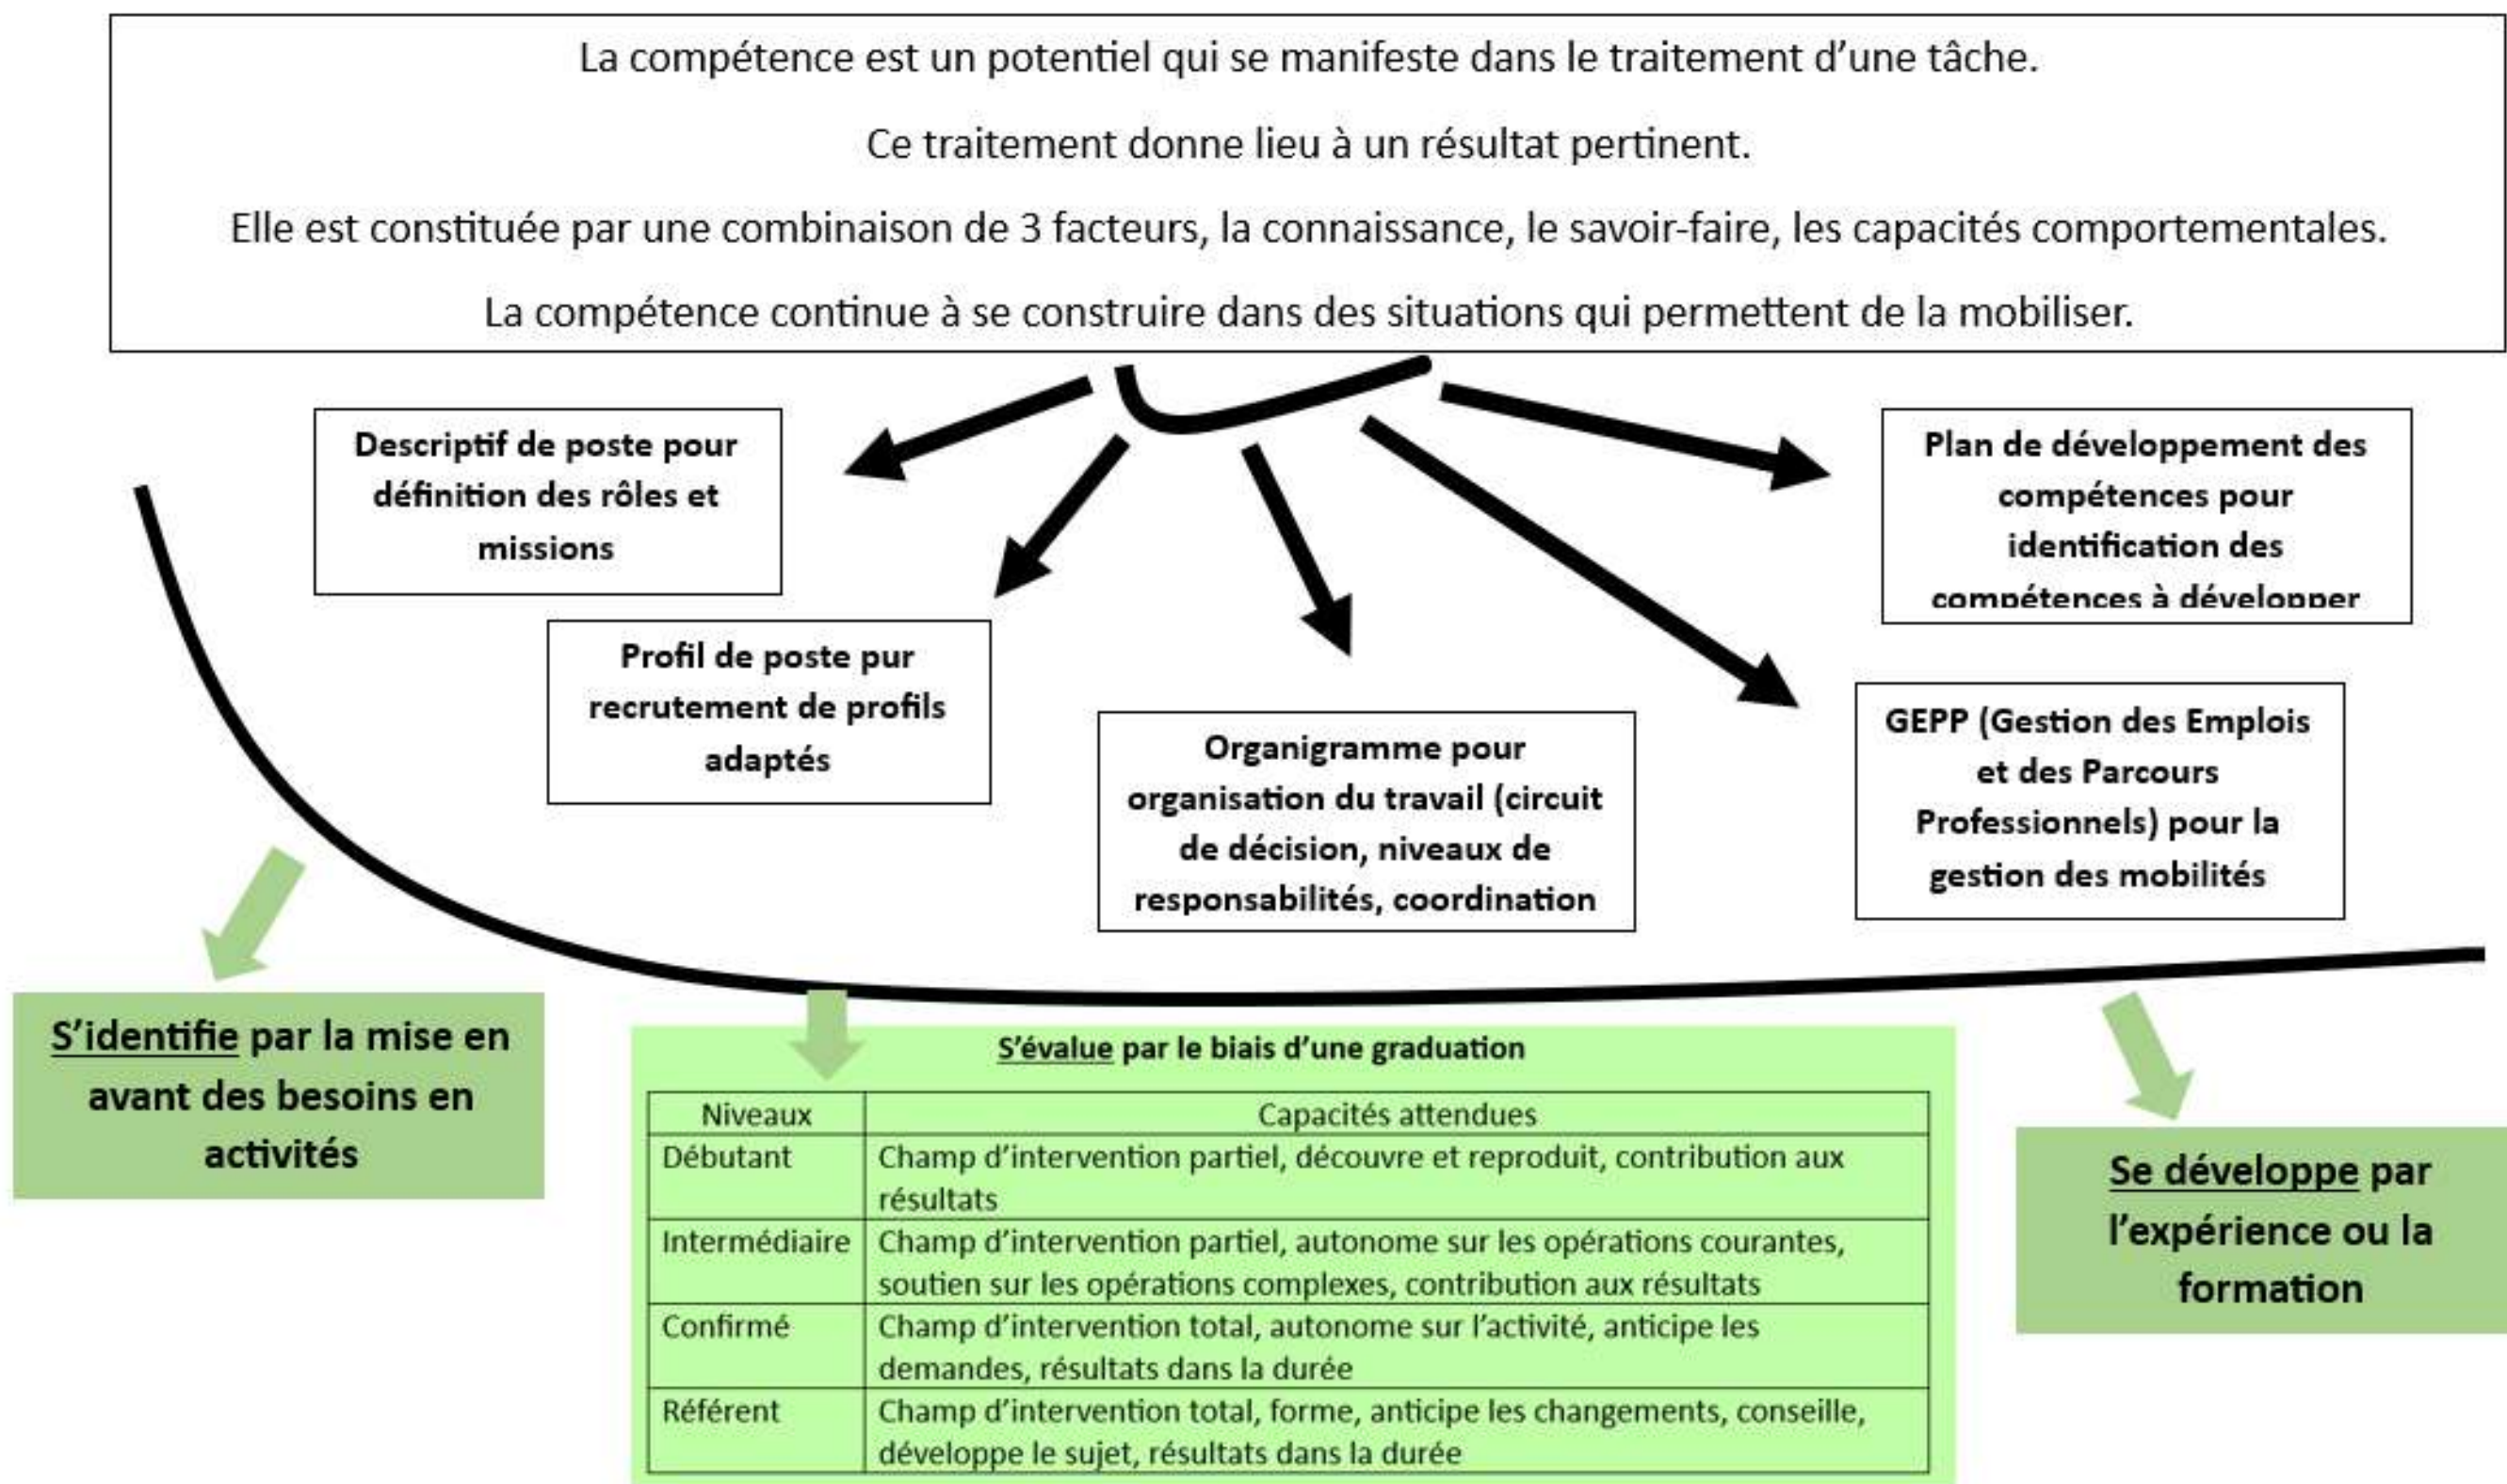 La compétence est un potentiel qui se manifeste dans le traitement d’une tâche.
Ce traitement donne lieu à un résultat pertinent.
Elle est constituée par une combinaison de 3 facteurs, la connaissance, le savoir-faire, les capacités comportementales.
La compétence continue à se construire dans des situations qui permettent de la mobiliser.
Descriptif de poste pour
définition des rôles et
missions
Profil de poste pur
recrutement de profils
adaptés
Organigramme pour
organisation du travail (circuit
de décision, niveaux de
responsabilités, coordination
GEPP (Gestion des Emplois
et des Parcours
Professionnels) pour la
gestion des mobilités
Plan de développement des
compétences pour
identification des
compétences à développer
S’identifie par la mise en
avant des besoins en
activités
S’évalue par le biais d’une graduation
Niveaux Capacités attendues
Débutant Champ d’intervention partiel, découvre et reproduit, contribution aux
résultats
Intermédiaire Champ d’intervention partiel, autonome sur les opérations courantes,
soutien sur les opérations complexes, contribution aux résultats
Confirmé Champ d’intervention total, autonome sur l’activité, anticipe les
demandes, résultats dans la durée
Référent Champ d’intervention total, forme, anticipe les changements, conseille,
développe le sujet, résultats dans la durée
Se développe par
l’expérience ou la
formation